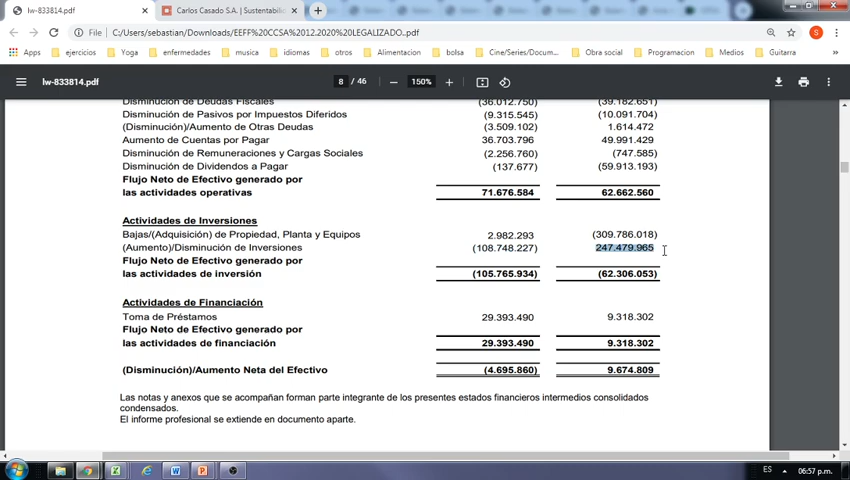 lw-833814.pdf
Carlos Casado S.A. | Sustentabili
C:/Users/sebastian/Downloads/EEFF%20CCSA%2012.2020%20LEGALIZADO..pdf
Apps ejercicios Yoga enfermedades musica idiomas otros Alimentacion bolsa Cine/Series/Docum... Obra social Programacion Medios Guitarra
lw-833814.pdf 8 / 46 150%
Disminución de Deudas Fiscales (36.012.750) (39.182.651)
Disminución de Pasivos por Impuestos Diferidos (9.315.545) (10.091.704)
(Disminución)/Aumento de Otras Deudas (3.509.102) 1.614.472
Aumento de Cuentas por Pagar 36.703.796 49.991.429
Disminución de Remuneraciones y Cargas Sociales (2.256.760) (747.585)
Disminución de Dividendos a Pagar (137.677) (59.913.193)
Flujo Neto de Efectivo generado por
las actividades operativas 71.676.584 62.662.560
Actividades de Inversiones
Bajas/(Adquisición) de Propiedad, Planta y Equipos 2.982.293 (309.786.018)
(Aumento)/Disminución de Inversiones (108.748.227) 247.479.965
Flujo Neto de Efectivo generado por
las actividades de inversión (105.765.934) (62.306.053)
Actividades de Financiación
Toma de Préstamos 29.393.490 9.318.302
Flujo Neto de Efectivo generado por
las actividades de financiación 29.393.490 9.318.302
(Disminución)/Aumento Neta del Efectivo (4.695.860) 9.674.809
Las notas y anexos que se acompañan forman parte integrante de los presentes estados financieros intermedios consolidados
condensados.
El informe profesional se extiende en documento aparte.
ES 06:57 p.m.